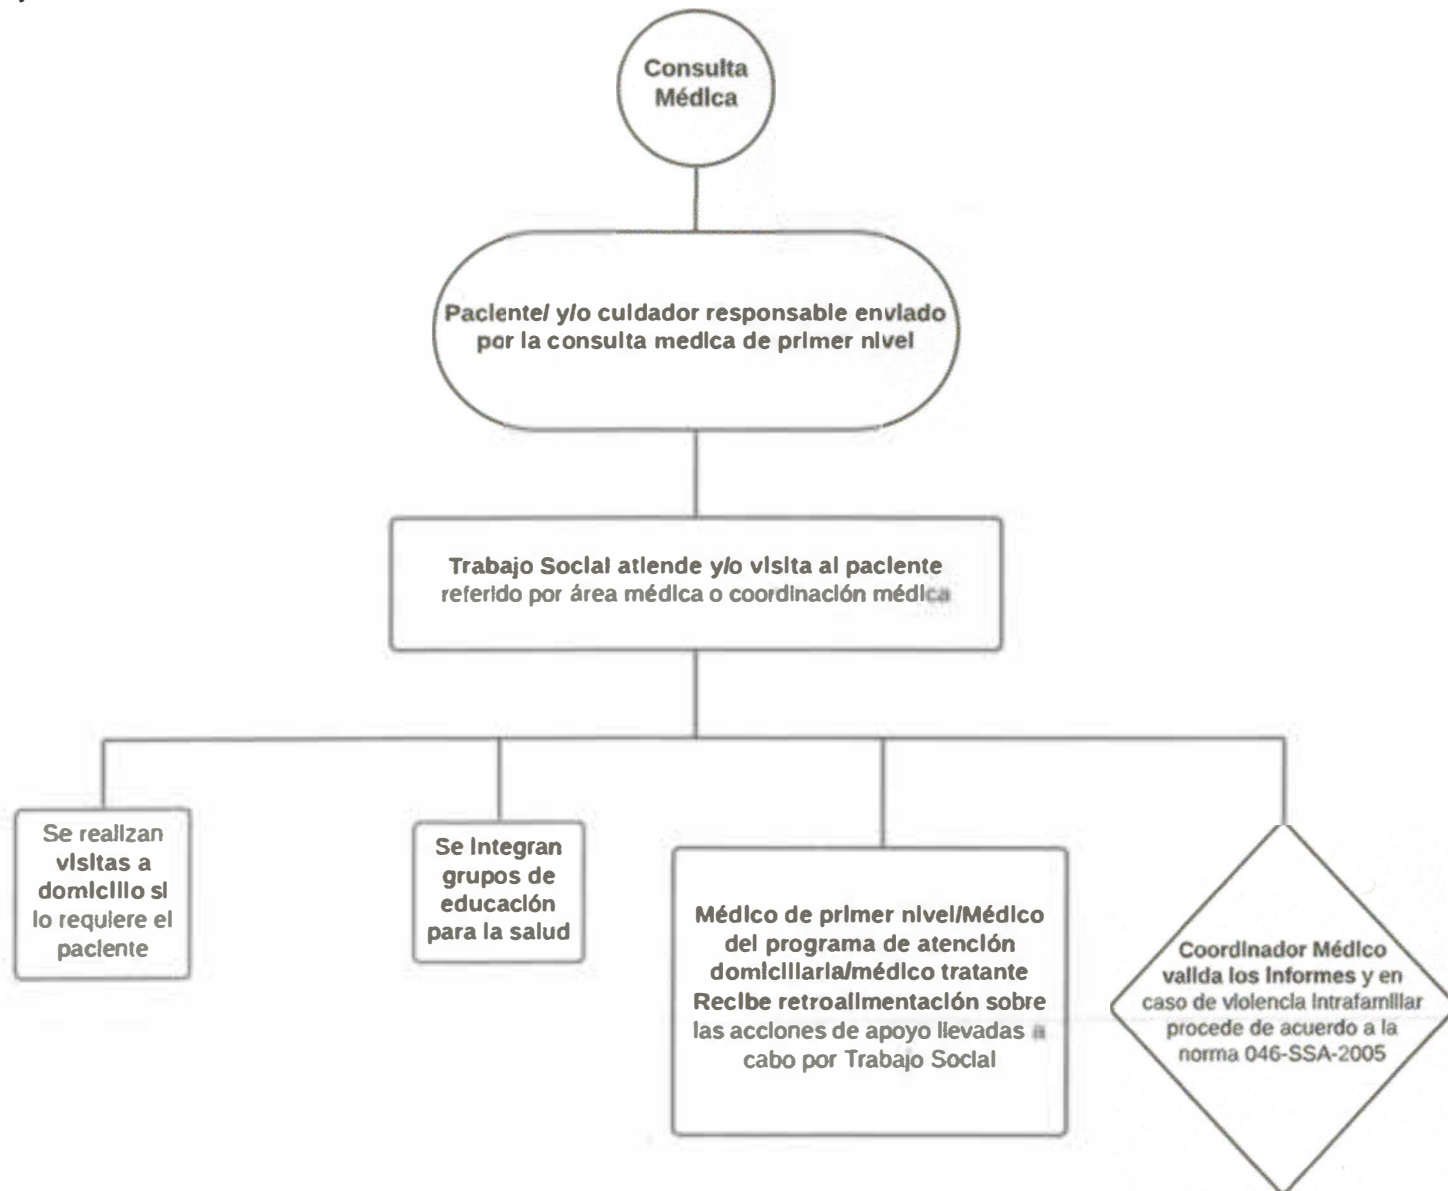 Consulta
Médica
Paciente/ y/o cuidador responsable enviado
por la consulta medica de primer nivel
Trabajo Social atiende y/o visita al paciente
referido por área médica o coordinación médica
Se realizan
visitas a
domicilio si
lo requiere el
paciente
Se integran
grupos de
educación
para la salud
Médico de primer nivel/Médico
del programa de atención
domiciliaria/médico tratante
Recibe retroalimentación sobre
las acciones de apoyo llevadas a
cabo por Trabajo Social
Coordinador Médico
valida los informes y en
caso de violencia intrafamiliar
procede de acuerdo a la
norma 046-SSA-2005